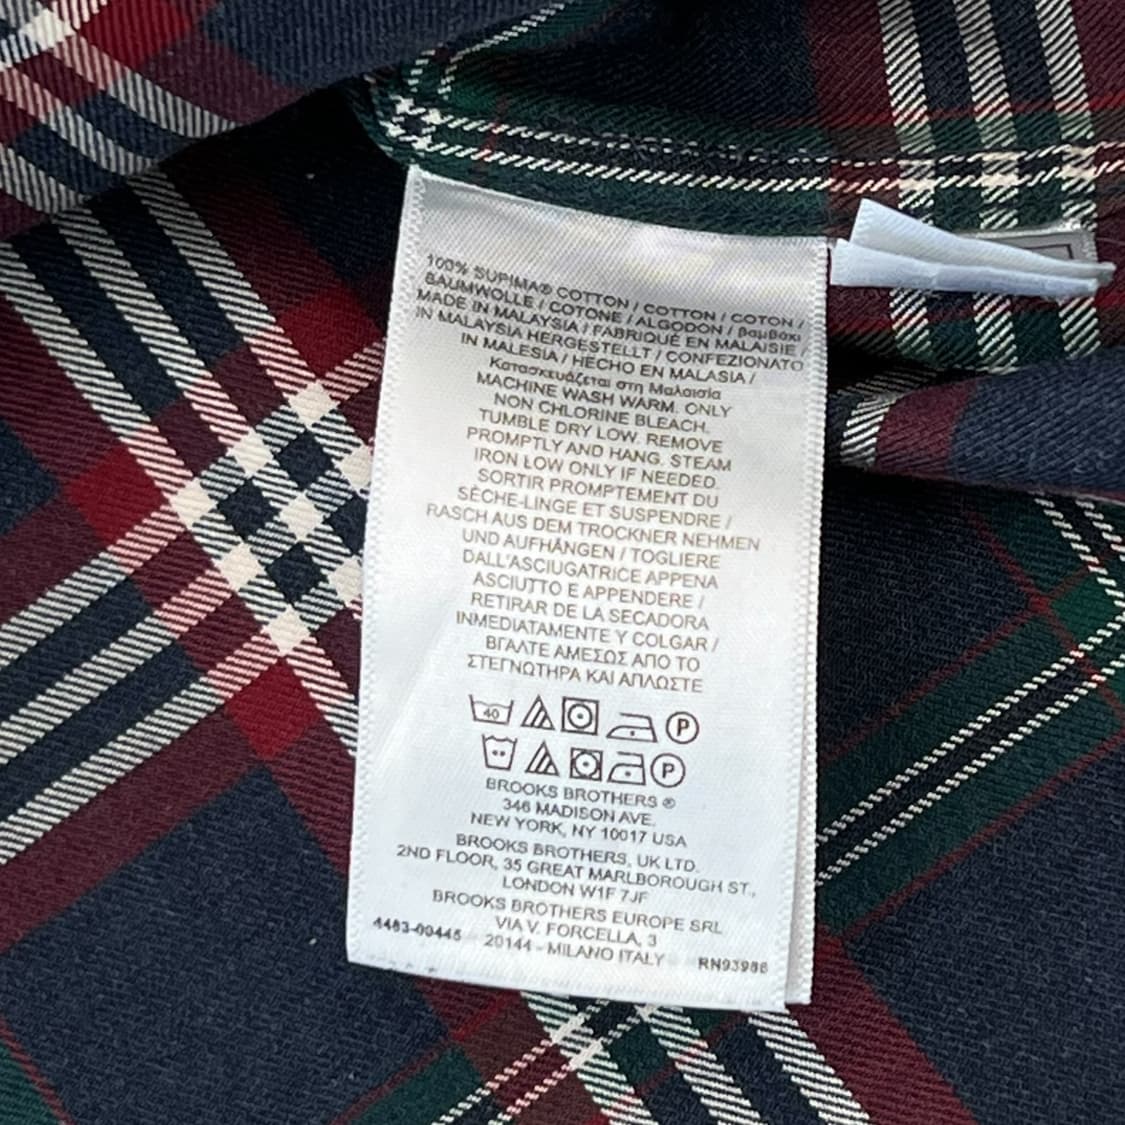 100% SUPIMA® COTTON / COTTON / COTON /
BAUMWOLLE / COTONE / ALGODON / Βαμβάκι
MADE IN MALAYSIA / FABRIQUÉ EN MALAISIE /
IN MALAYSIA HERGESTELLT / CONFEZIONATO
IN MALESIA / HECHO EN MALASIA /
Κατασκευάζεται στη Μαλαισία
MACHINE WASH WARM. ONLY
NON CHLORINE BLEACH.
TUMBLE DRY LOW. REMOVE
PROMPTLY AND HANG. STEAM
IRON LOW ONLY IF NEEDED.
SORTIR PROMPTEMENT DU
SÈCHE-LINGE ET SUSPENDRE /
RASCH AUS DEM TROCKNER NEHMEN
UND AUFHÄNGEN / TOGLIERE
DALL'ASCIUGATRICE APPENA
ASCIUTTO E APPENDERE /
RETIRAR DE LA SECADORA
INMEDIATAMENTE Y COLGAR /
ΒΓΑΛΤΕ ΑΜΕΣΩΣ ΑΠΟ ΤΟ
ΣΤΕΓΝΩΤΗΡΑ ΚΑΙ ΑΠΛΩΣΤΕ
40 P
P
BROOKS BROTHERS ®
346 MADISON AVE.
NEW YORK, NY 10017 USA
BROOKS BROTHERS, UK LTD.
2ND FLOOR, 35 GREAT MARLBOROUGH ST.,
LONDON W1F 7JF
BROOKS BROTHERS EUROPE SRL
VIA V. FORCELLA, 3
4483-00445 20144 - MILANO ITALY RN93986